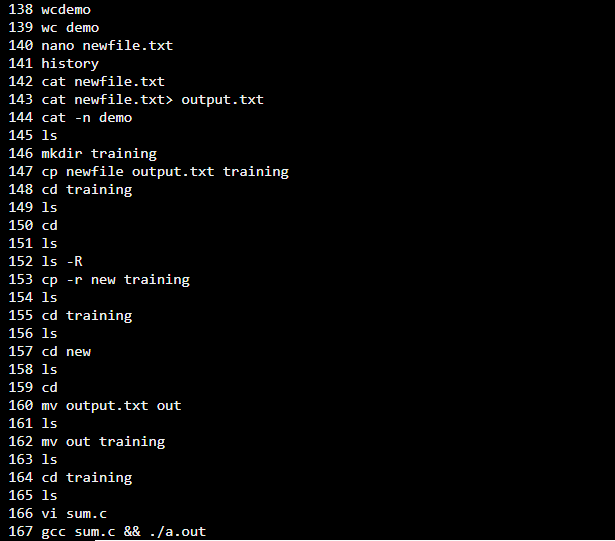 138 wcdemo
139 wc demo
140 nano newfile.txt
141 history
142 cat newfile.txt
143 cat newfile.txt> output.txt
144 cat -n demo
145 ls
146 mkdir training
147 cp newfile output.txt training
148 cd training
149 ls
150 cd
151 ls
152 ls -R
153 cp -r new training
154 ls
155 cd training
156 ls
157 cd new
158 ls
159 cd
160 mv output.txt out
161 ls
162 mv out training
163 ls
164 cd training
165 ls
166 vi sum.c
167 gcc sum.c && ./a.out